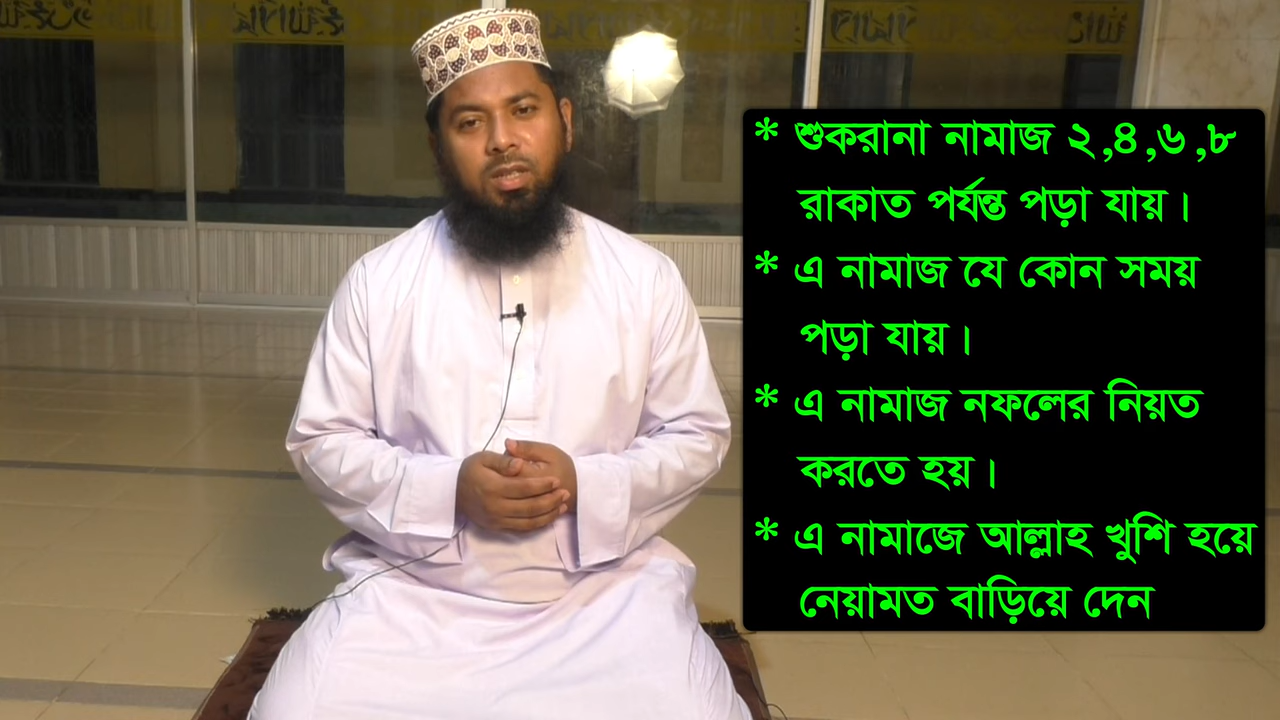 * শুকরানা নামাজ ২,৪,৬,৮
রাকাত পর্যন্ত পড়া যায়।
* এ নামাজ যে কোন সময়
পড়া যায়।
* এ নামাজ নফলের নিয়ত
করতে হয়।
* এ নামাজে আল্লাহ খুশি হয়ে
নেয়ামত বাড়িয়ে দেন